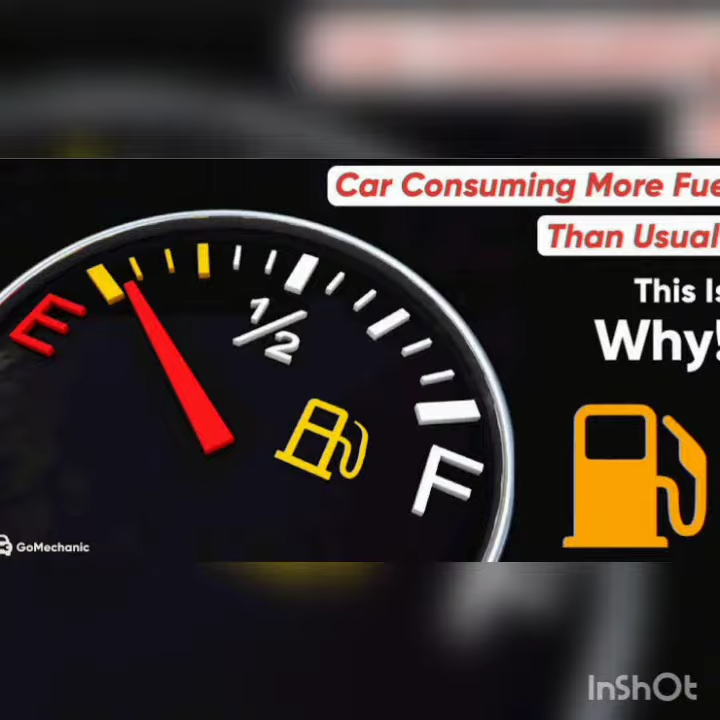 Car Consuming More Fue
Than Usual
This Is
Why!
E
1/2
F
GoMechanic
InShOt